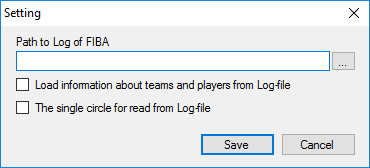 Setting
Path to Log of FIBA
...
Load information about teams and players from Log-file
The single circle for read from Log-file
Save
Cancel